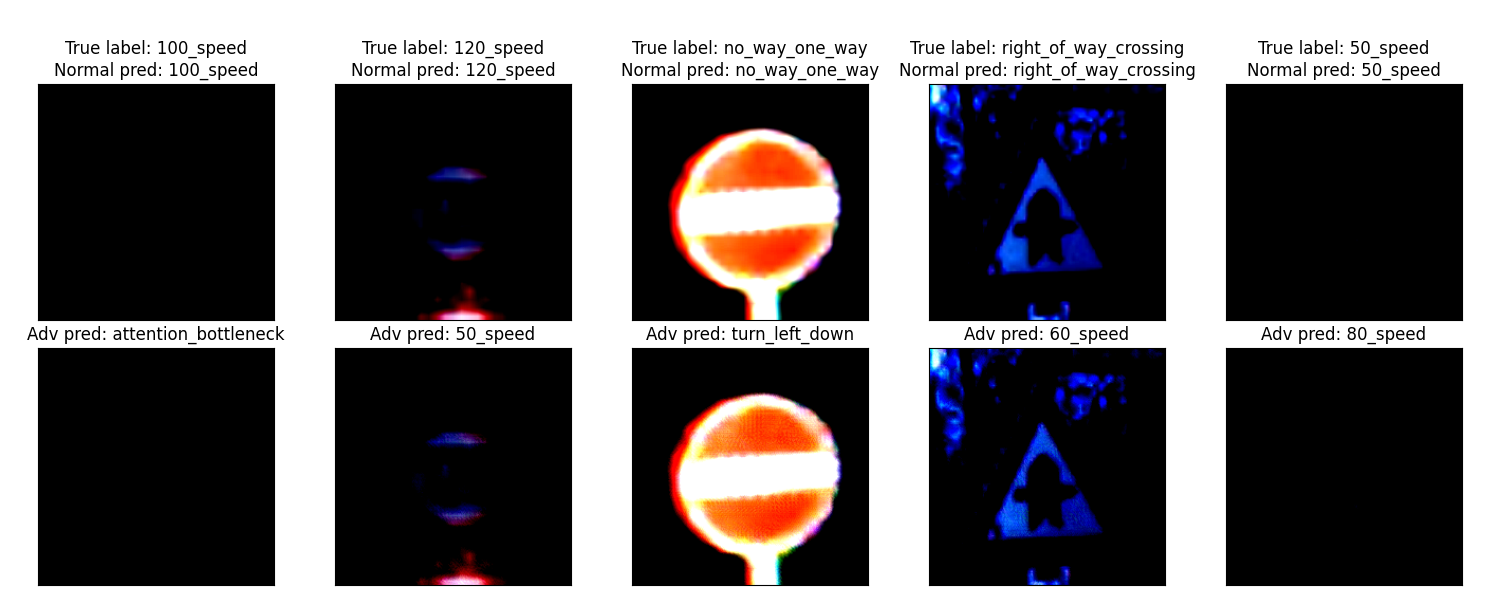 True label: 100_speed
Normal pred: 100_speed
True label: 120_speed
Normal pred: 120_speed
True label: no_way_one_way
Normal pred: no_way_one_way
True label: right_of_way_crossing
Normal pred: right_of_way_crossing
True label: 50_speed
Normal pred: 50_speed
Adv pred: attention_bottleneck
Adv pred: 50_speed
Adv pred: turn_left_down
Adv pred: 60_speed
Adv pred: 80_speed